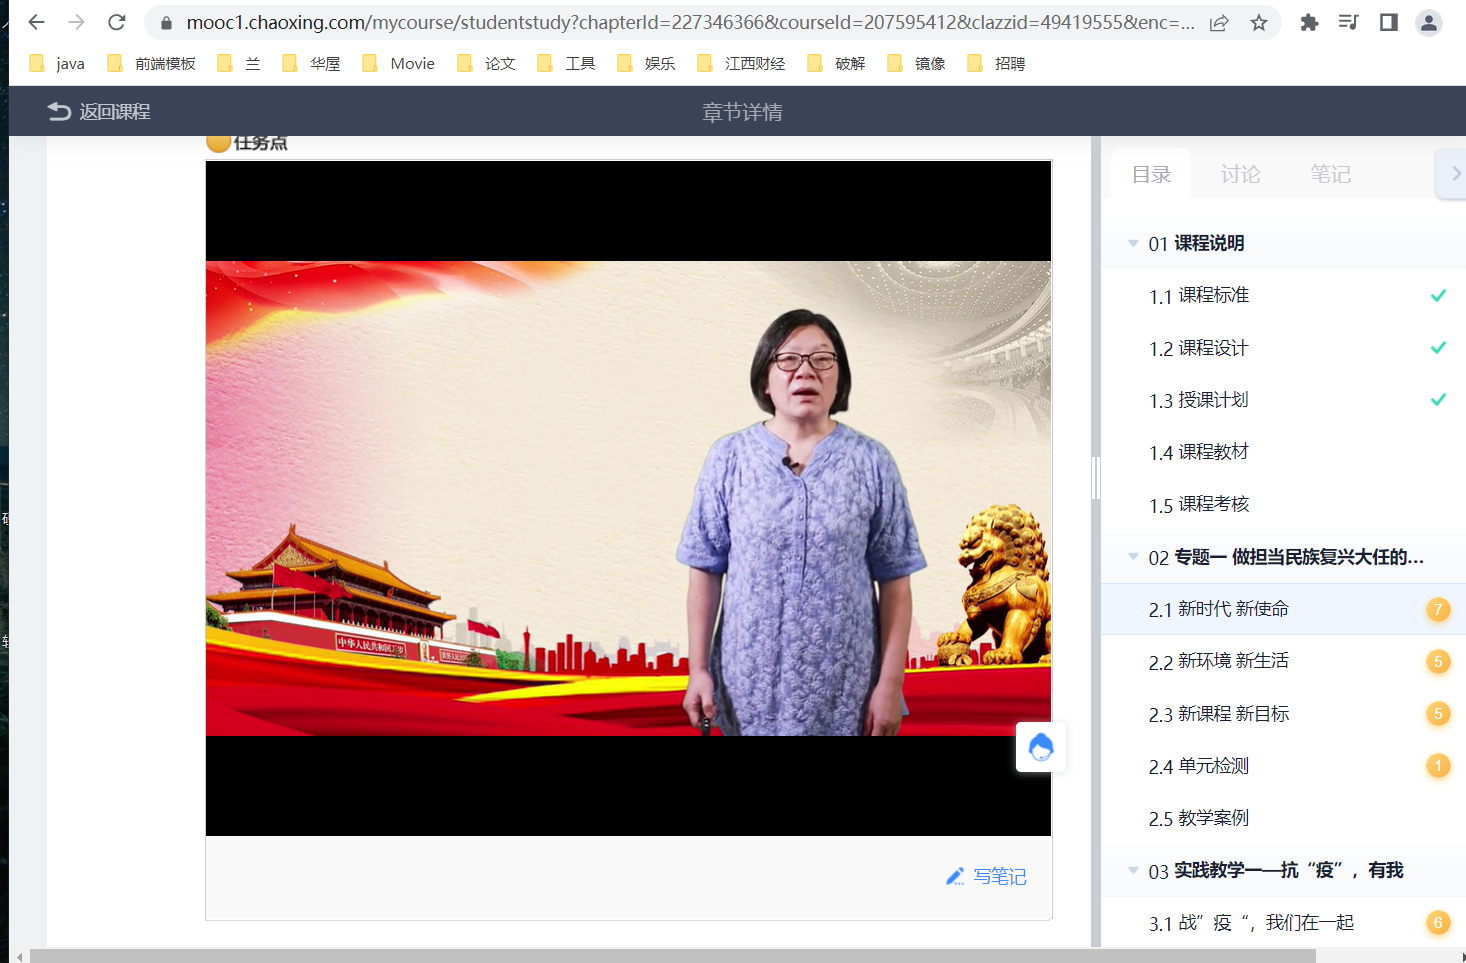 mooc1.chaoxing.com/mycourse/studentstudy?chapterId=227346366&courseId=207595412&clazzid=49419555&enc=...
java 前端模板 兰 华屋 Movie 论文 工具 娱乐 江西财经 破解 镜像 招聘
返回课程 章节详情
任务点
目录 讨论 笔记
01 课程说明
1.1 课程标准
1.2 课程设计
1.3 授课计划
1.4 课程教材
1.5 课程考核
02 专题一 做担当民族复兴大任的...
2.1 新时代 新使命 7
2.2 新环境 新生活 5
2.3 新课程 新目标 5
2.4 单元检测 1
2.5 教学案例
03 实践教学一—抗“疫”，有我
3.1 战”疫“，我们在一起 6
中华人民共和国万岁
写笔记